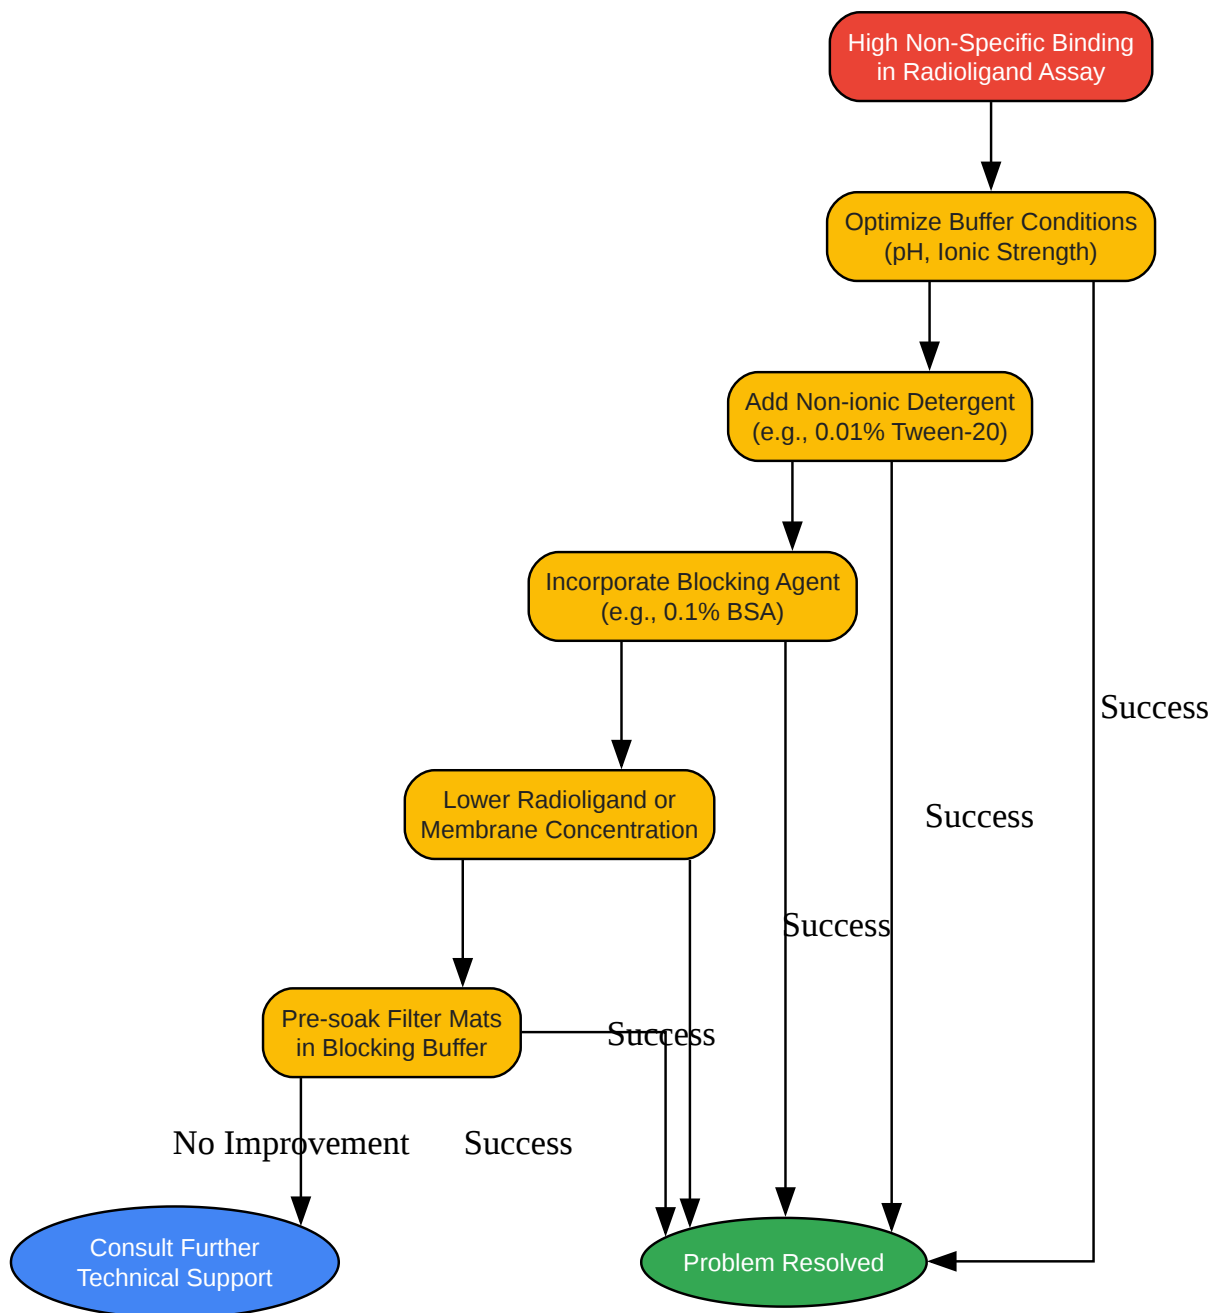 High Non-Specific Binding
in Radioligand Assay
Optimize Buffer Conditions
(pH, Ionic Strength)
Add Non-ionic Detergent
(e.g., 0.01% Tween-20)
Incorporate Blocking Agent
(e.g., 0.1% BSA)
Success
Lower Radioligand or
Membrane Concentration
Success
Success
Pre-soak Filter Mats
in Blocking Buffer
Success
No Improvement
Success
Consult Further
Technical Support
Problem Resolved